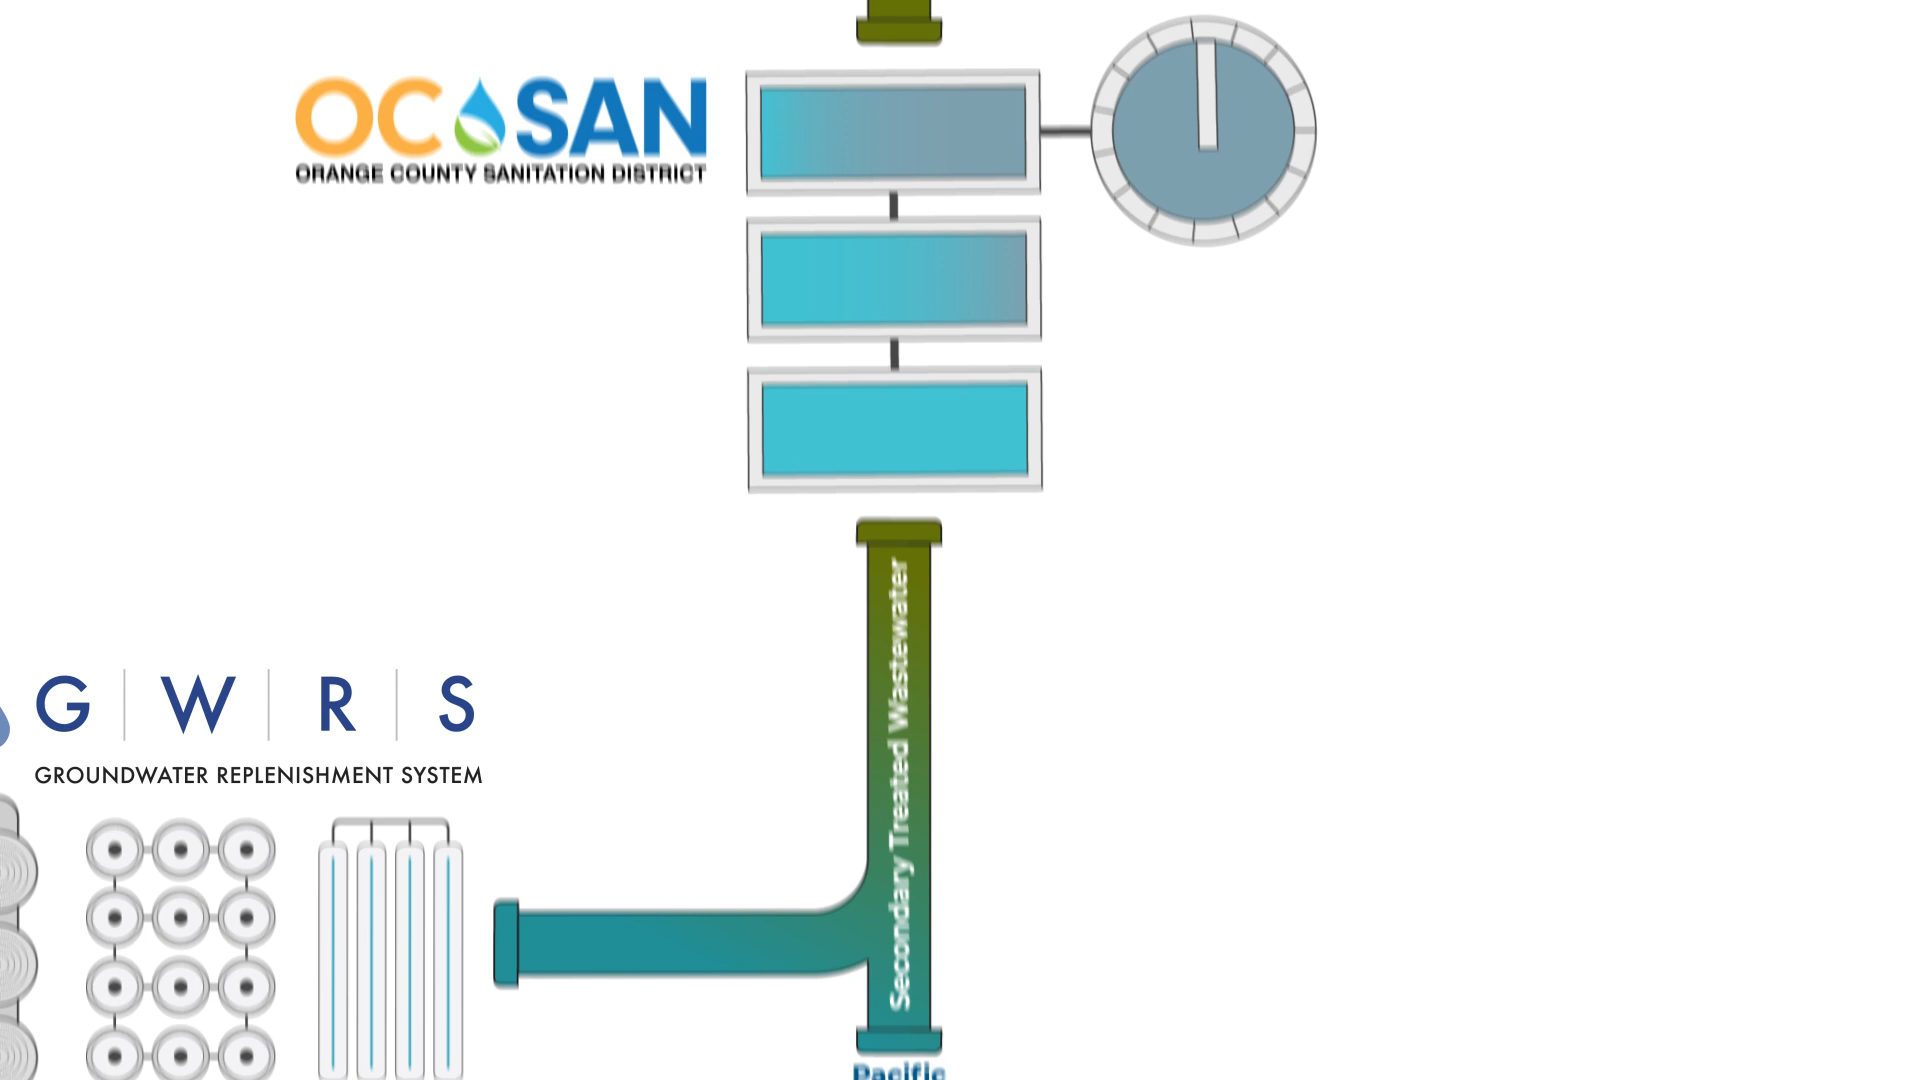 OC SAN
ORANGE COUNTY SANITATION DISTRICT
Secondary Treated Wastewater
G W R S
GROUNDWATER REPLENISHMENT SYSTEM
Pacific